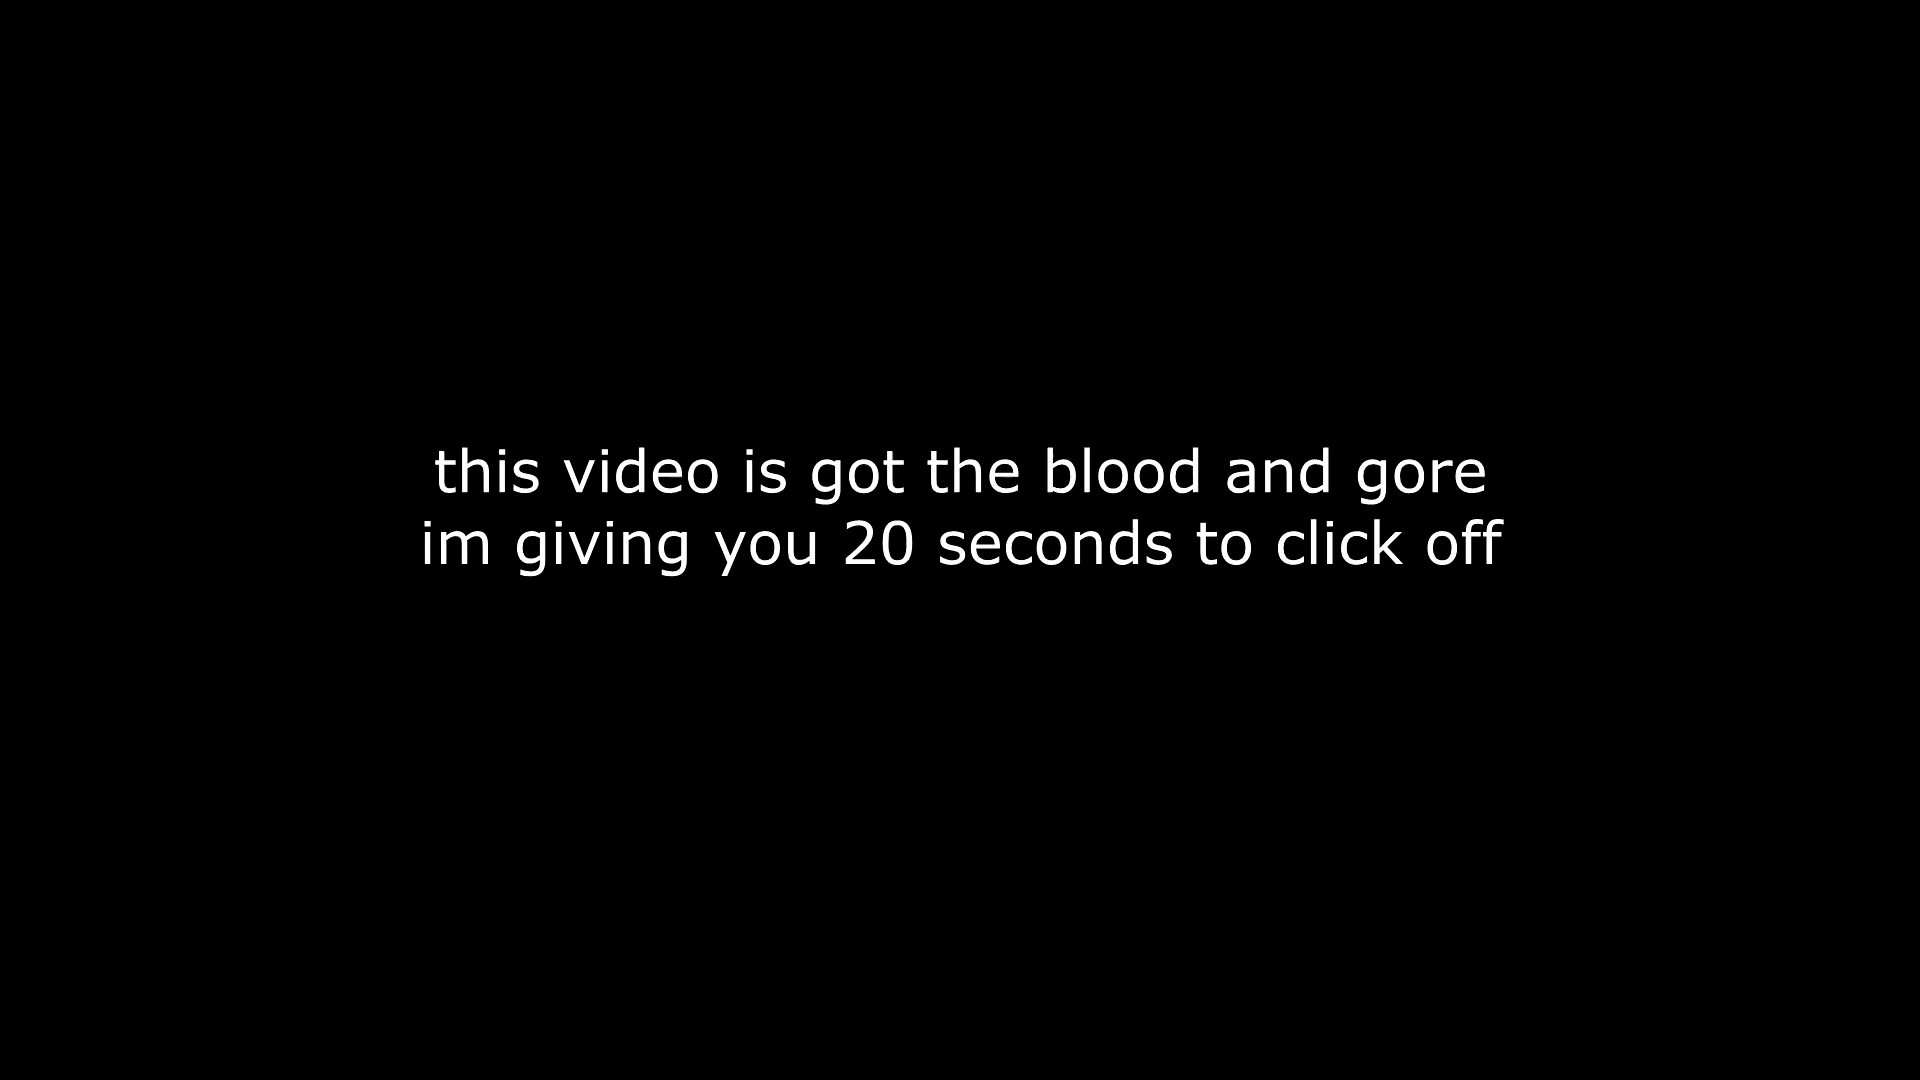 this video is got the blood and gore
im giving you 20 seconds to click off